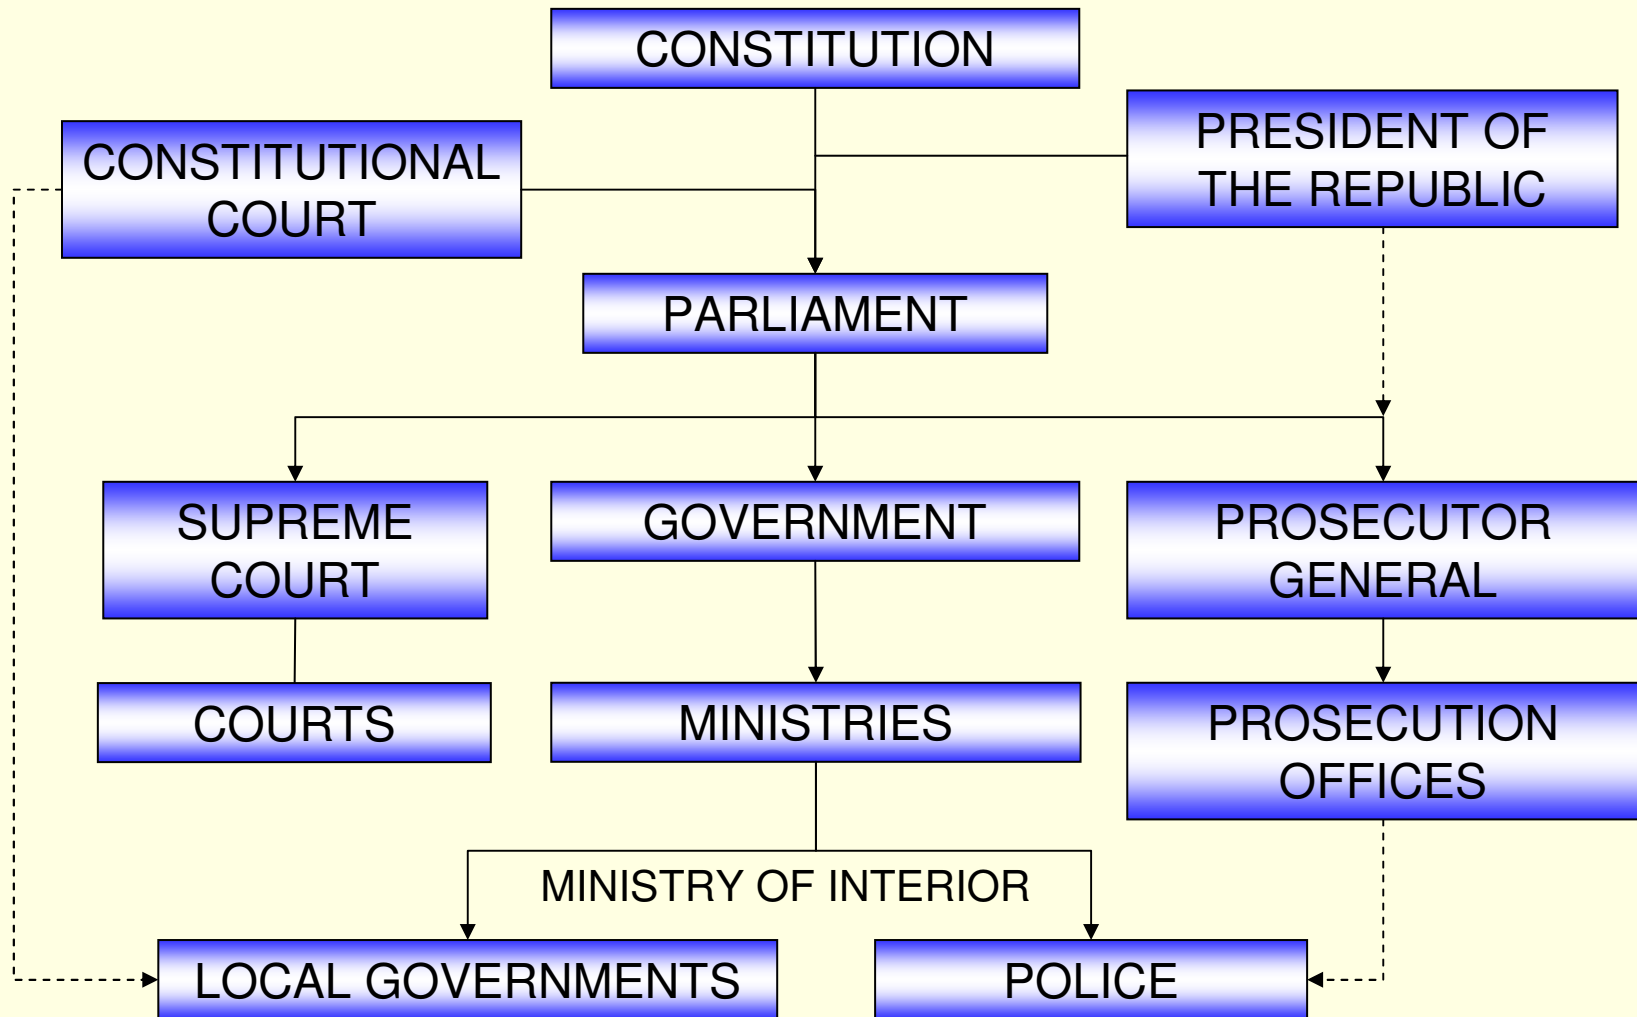 CONSTITUTION
CONSTITUTIONAL
COURT
PRESIDENT OF
THE REPUBLIC
PARLIAMENT
SUPREME
COURT
GOVERNMENT
PROSECUTOR
GENERAL
COURTS
MINISTRIES
PROSECUTION
OFFICES
MINISTRY OF INTERIOR
LOCAL GOVERNMENTS
POLICE